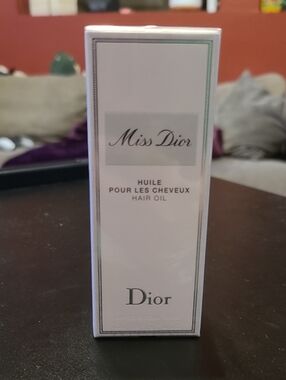 Miss Dior
HUILE
POUR LES CHEVEUX
HAIR OIL
Dior